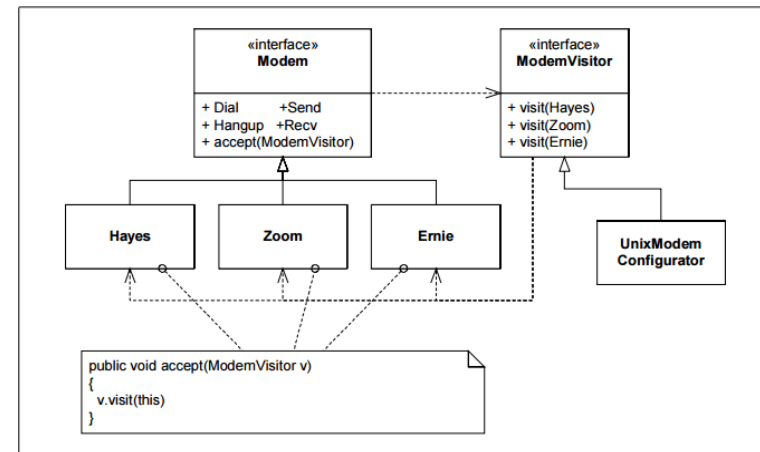 «interface»
Modem
+ Dial +Send
+ Hangup +Recv
+ accept(ModemVisitor)
«interface»
ModemVisitor
+ visit(Hayes)
+ visit(Zoom)
+ visit(Ernie)
Hayes
Zoom
Ernie
UnixModem
Configurator
public void accept(ModemVisitor v)
{
v.visit(this)
}